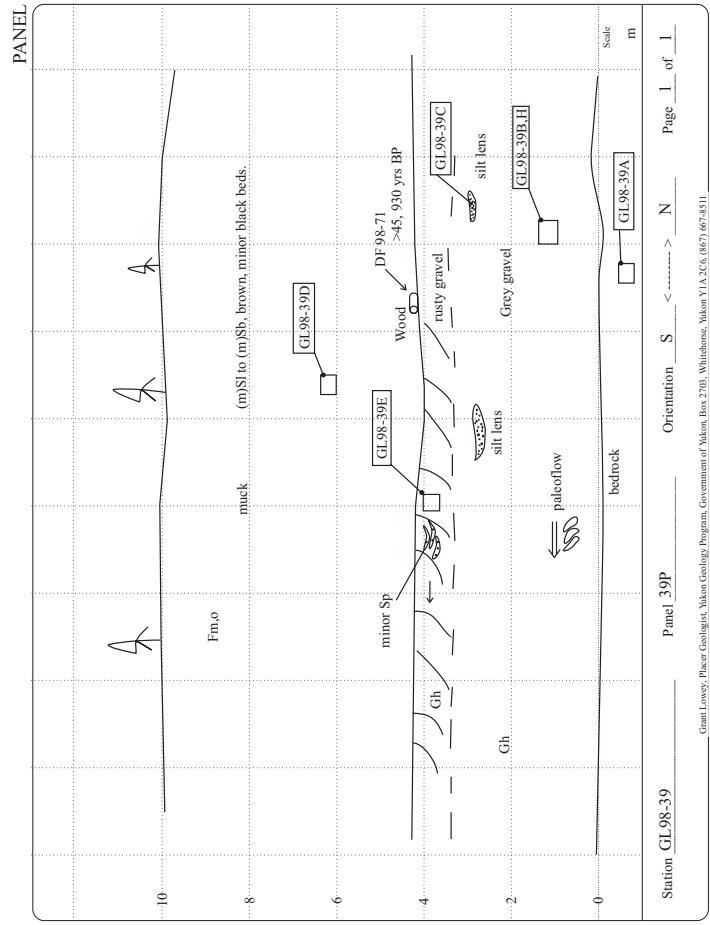 PANEL
10
8
6
4
2
0
Fm,o
muck
(m)Sl to (m)Sb, brown, minor black beds.
GL98-39D
DF 98-71
>45, 930 yrs BP
Wood
GL98-39E
GL98-39C
minor Sp
rusty gravel
silt lens
Gh
Gh
silt lens
Grey gravel
GL98-39B,H
paleoflow
bedrock
GL98-39A
Scale
m
Station GL98-39 Panel 39P Orientation S < -------- > N Page 1 of 1
Grant Lowey, Placer Geologist, Yukon Geology Program, Government of Yukon, Box 2703, Whitehorse, Yukon Y1A 2C6, (867) 667-8511